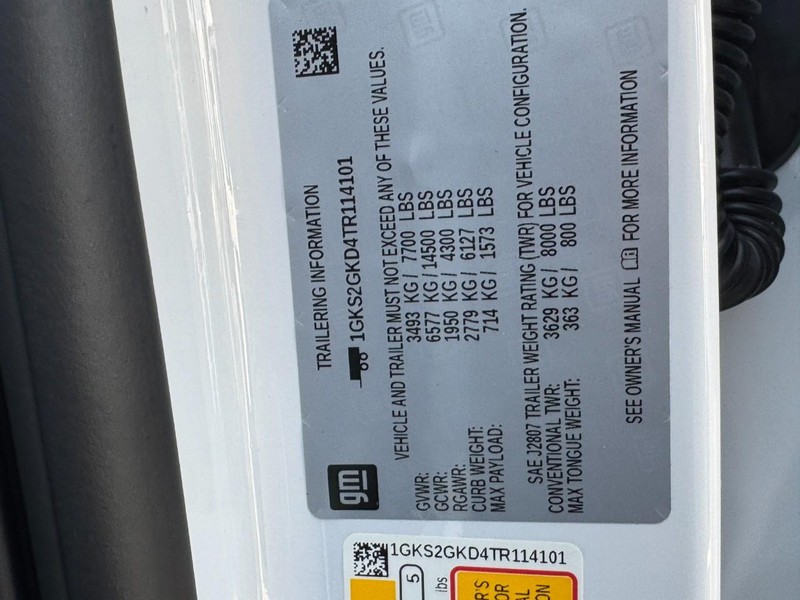 TRAILERING INFORMATION
gm 1GKS2GKD4TR114101
VEHICLE AND TRAILER MUST NOT EXCEED ANY OF THESE VALUES.
GVWR: 3493 KG / 7700 LBS
GCWR: 6577 KG / 14500 LBS
RGAWR: 1950 KG / 4300 LBS
CURB WEIGHT: 2779 KG / 6127 LBS
MAX PAYLOAD: 714 KG / 1573 LBS
SAE J2807 TRAILER WEIGHT RATING (TWR) FOR VEHICLE CONFIGURATION.
CONVENTIONAL TWR: 3629 KG / 8000 LBS
MAX TONGUE WEIGHT: 363 KG / 800 LBS
SEE OWNER'S MANUAL FOR MORE INFORMATION
1GKS2GKD4TR114101
5
lbs